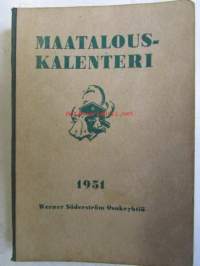 MAATALOUS-
KALENTERI
1951
Werner Söderström Osakeyhtiö